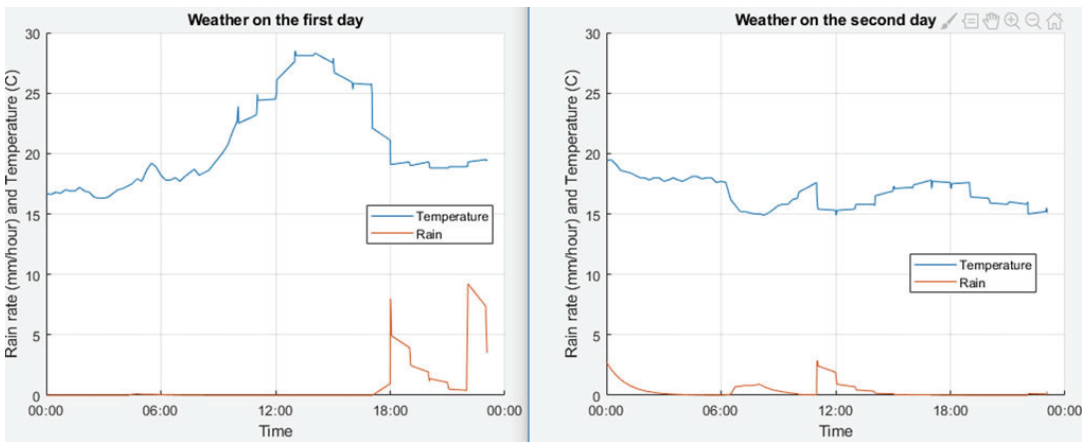 Weather on the first day
30
25
20
15
10
5
0
Rain rate (mm/hour) and Temperature (C)
Temperature
Rain
00:00 06:00 12:00 18:00 00:00
Time
Weather on the second day
30
25
20
15
10
5
0
Rain rate (mm/hour) and Temperature (C)
Temperature
Rain
00:00 06:00 12:00 18:00 00:00
Time